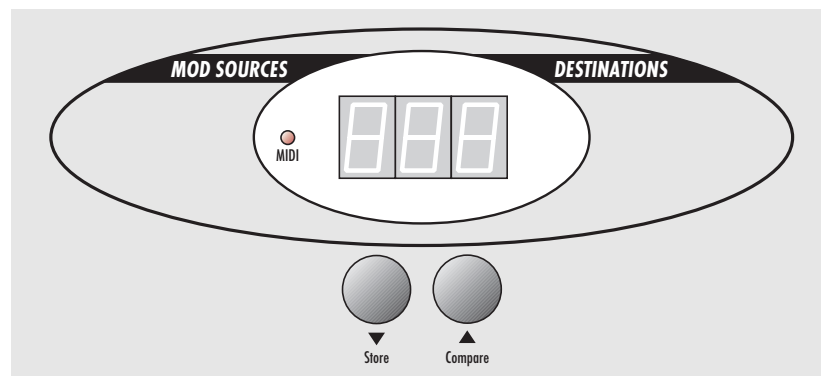 MOD SOURCES
DESTINATIONS
MIDI
Store
Compare